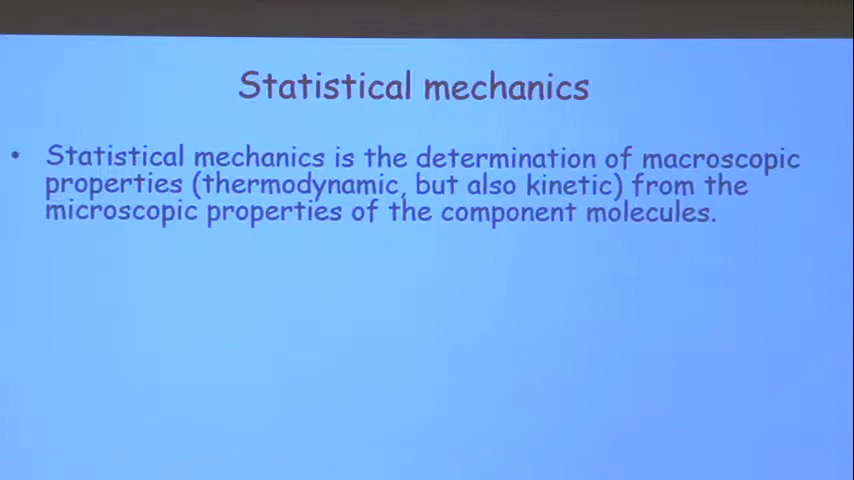 Statistical mechanics
• Statistical mechanics is the determination of macroscopic
properties (thermodynamic, but also kinetic) from the
microscopic properties of the component molecules.